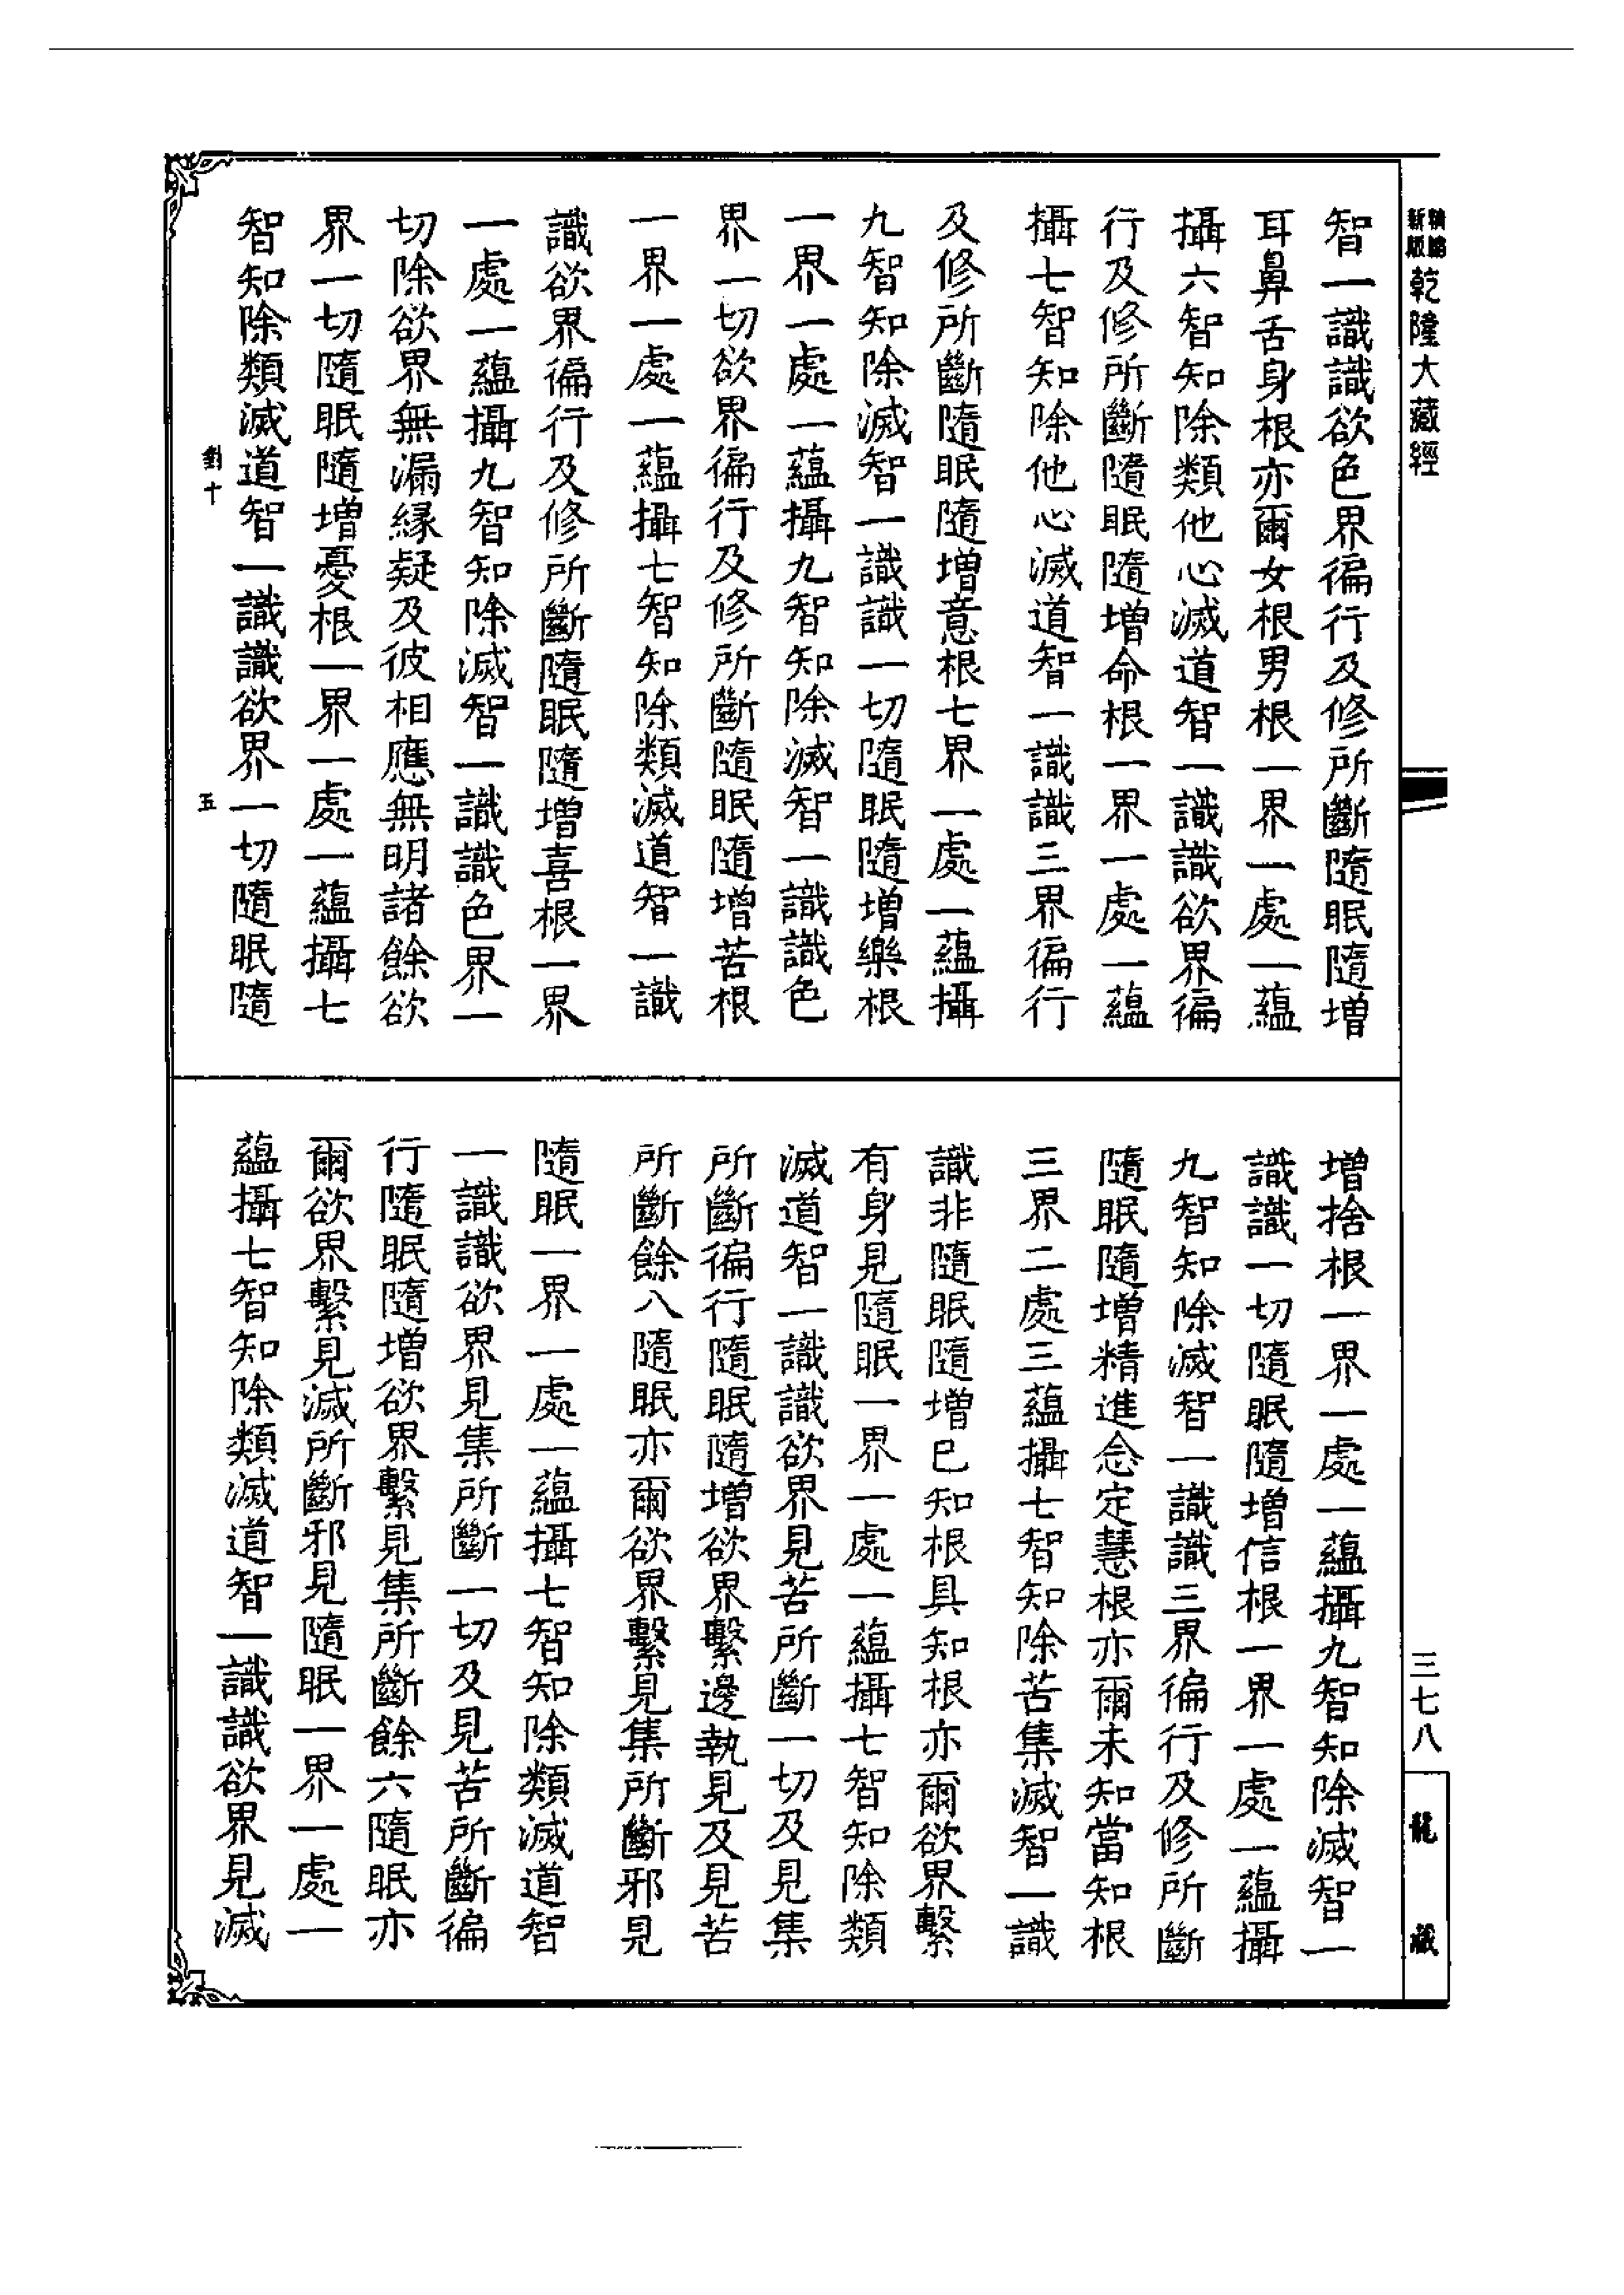 精編
新版
乾隆大藏經
智一識識欲色界徧行及修所斷隨眠隨增
耳鼻舌身根亦爾女根男根一界一處一蘊
攝六智知除類他心滅道智一識識欲界徧
行及修所斷隨眠隨增命根一界一處一蘊
攝七智知除他心滅道智一識識三界徧行
及修所斷隨眠隨增意根七界一處一蘊攝
九智知除滅智一識識一切隨眠隨增樂根
一界一處一蘊攝九智知除滅智一識識色
界一切欲界徧行及修所斷隨眠隨增苦根
一界一處一蘊攝七智知除類滅道智一識
識欲界徧行及修所斷隨眠隨增喜根一界
一處一蘊攝九智知除滅智一識識色界一
切除欲界無漏緣疑及彼相應無明諸餘欲
界一切隨眠隨增憂根一界一處一蘊攝七
智知除類滅道智一識識欲界一切隨眠隨
對十
五
增捨根一界一處一蘊攝九智知除滅智一
識識一切隨眠隨增信根一界一處一蘊攝
九智知除滅智一識識三界徧行及修所斷
隨眠隨增精進念定慧根亦爾未知當知根
三界二處三蘊攝七智知除苦集滅智一識
識非隨眠隨增已知根具知根亦爾欲界繫
有身見隨眠一界一處一蘊攝七智知除類
滅道智一識識欲界見苦所斷一切及見集
所斷徧行隨眠隨增欲界繫邊執見及見苦
所斷餘八隨眠亦爾欲界繫見集所斷邪見
隨眠一界一處一蘊攝七智知除類滅道智
一識識欲界見集所斷一切及見苦所斷徧
行隨眠隨增欲界繫見集所斷餘六隨眠亦
爾欲界繫見滅所斷邪見隨眠一界一處一
蘊攝七智知除類滅道智一識識欲界見滅
三七八
龍藏